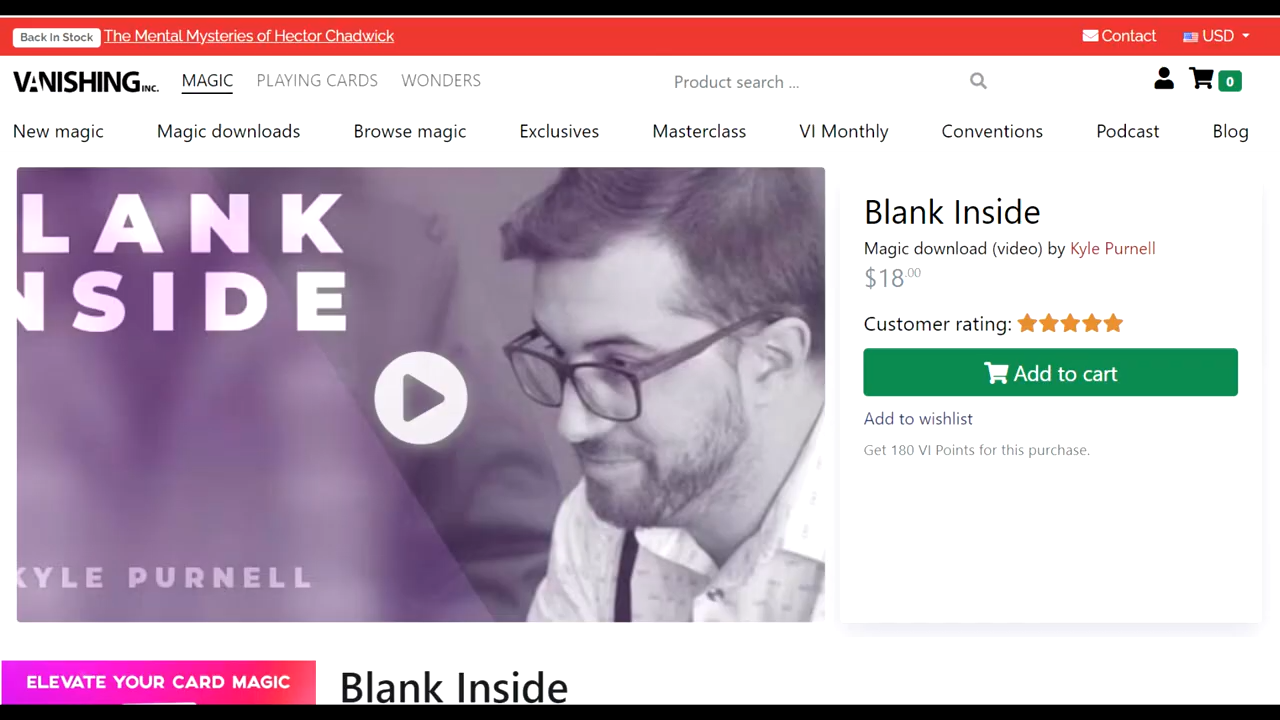 Back In Stock The Mental Mysteries of Hector Chadwick Contact USD
VANISHING INC. MAGIC PLAYING CARDS WONDERS Product search ... 0
New magic Magic downloads Browse magic Exclusives Masterclass VI Monthly Conventions Podcast Blog
LANK
NSIDE
KYLE PURNELL
Blank Inside
Magic download (video) by Kyle Purnell
$18.00
Customer rating:
Add to cart
Add to wishlist
Get 180 VI Points for this purchase.
ELEVATE YOUR CARD MAGIC
Blank Inside